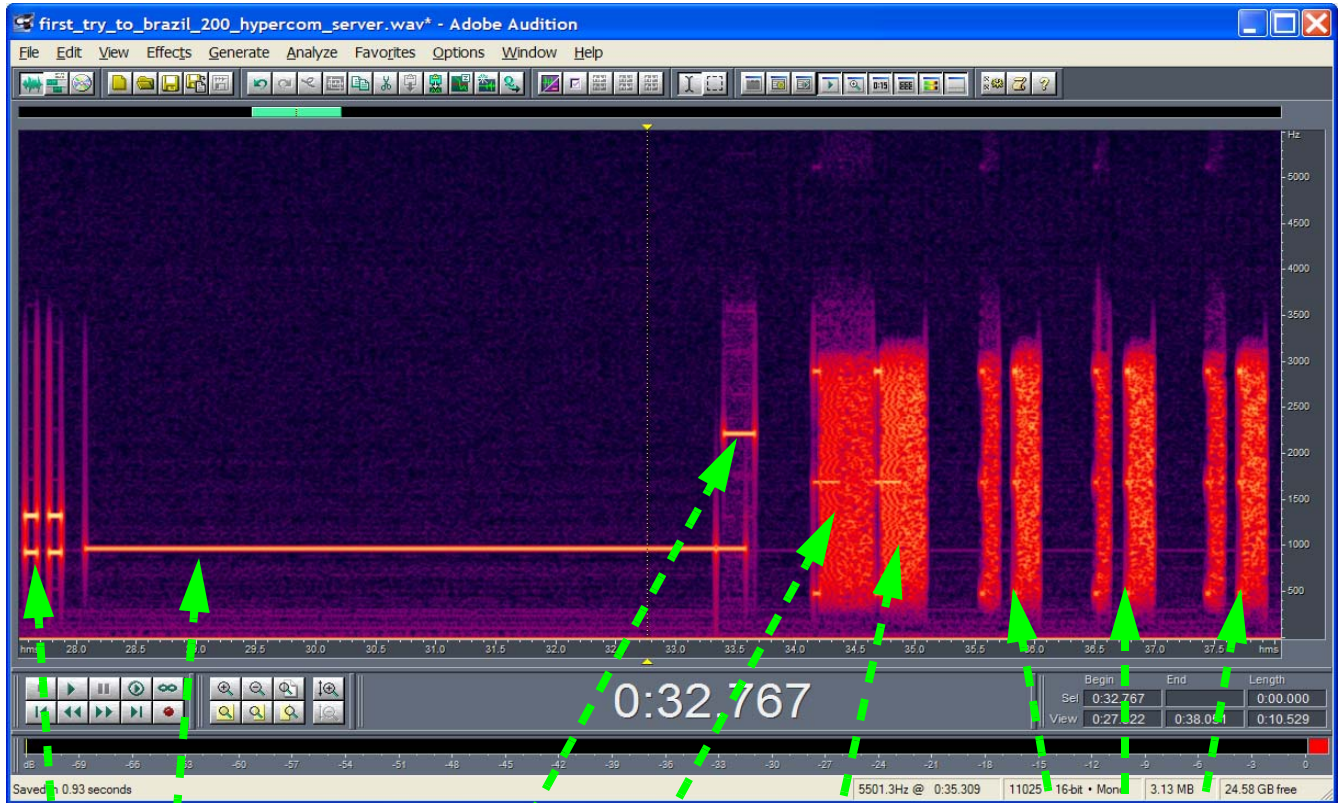 first_try_to_brazil_200_hypercom_server.wav* - Adobe Audition
File Edit View Effects Generate Analyze Favorites Options Window Help
Hz
5000
4500
4000
3500
3000
2500
2000
1500
1000
500
hms 28.0 28.5 29.5 30.0 30.5 31.0 31.5 32.0 33.0 33.5 34.0 34.5 35.0 35.5 36.0 36.5 37.0 37.5 hms
0:32.767
Begin End Length
Sel 0:32.767 0:00.000
View 0:10.529
dB -69 -66 -63 -60 -57 -54 -51 -48 -45 -42 -39 -36 -33 -30 -27 -24 -21 -18 -15 -12 -9 -6 -3 0
Saved in 0.93 seconds 5501.3Hz @ 0:35.309 11025 • 16-bit • Mono 3.13 MB 24.58 GB free